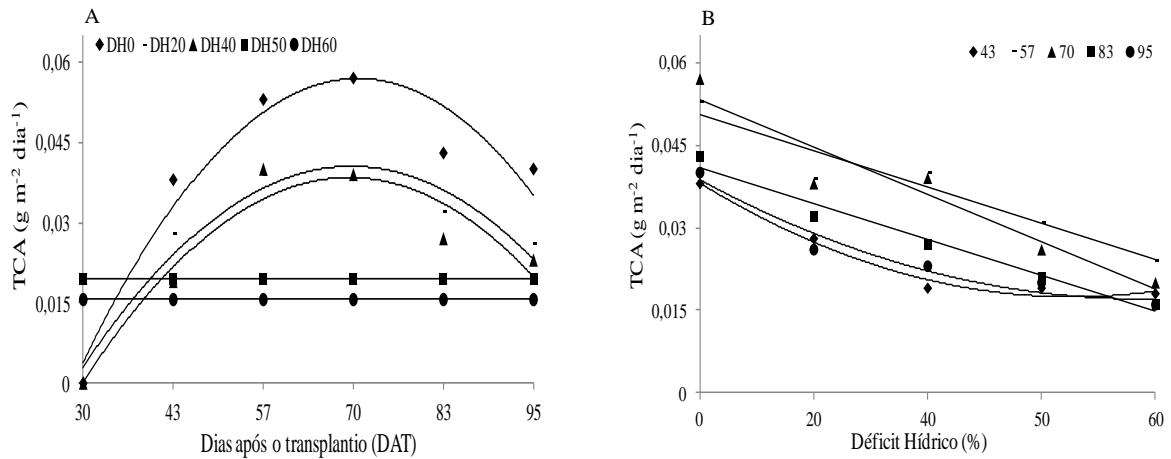 A
◆DH0 -DH20 ▲DH40 ■DH50 ●DH60
0,06
0,045
0,03
0,015
0
TCA (g m⁻² dia⁻¹)
30 43 57 70 83 95
Dias após o transplantio (DAT)
B
◆43 -57 ▲70 ■83 ●95
0,06
0,045
0,03
0,015
0
TCA (g m⁻² dia⁻¹)
0 20 40 50 60
Déficit Hídrico (%)